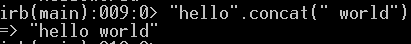 irb(main):009:0> "hello".concat(" world")
=> "hello world"